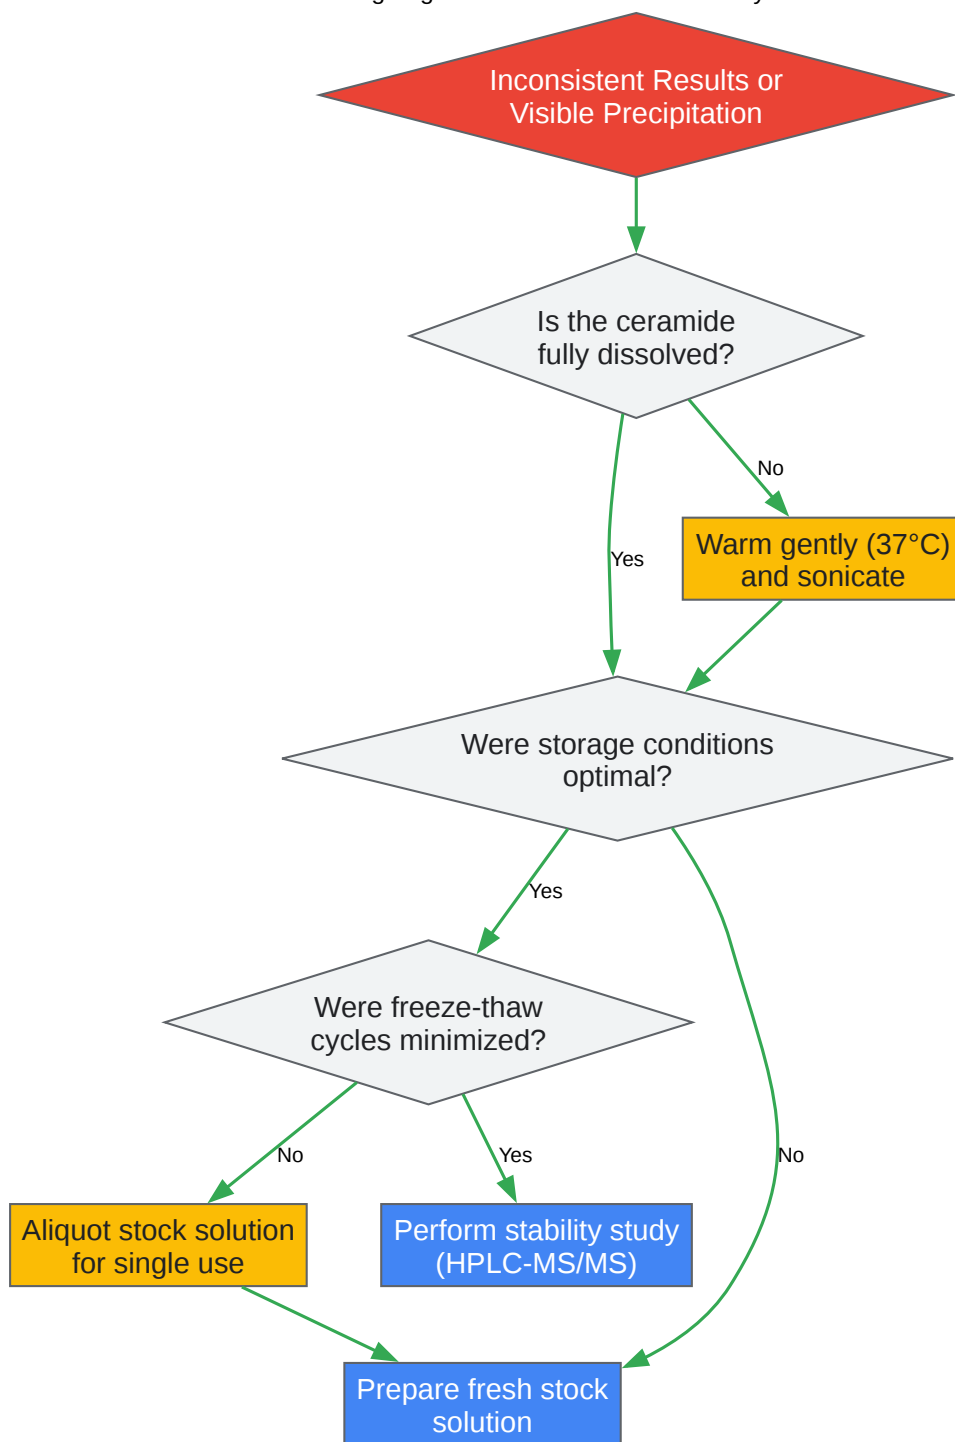 Inconsistent Results or
Visible Precipitation
Is the ceramide
fully dissolved?
No
Yes
Warm gently (37°C)
and sonicate
Were storage conditions
optimal?
Yes
Were freeze-thaw
cycles minimized?
No
Yes
No
Aliquot stock solution
for single use
Perform stability study
(HPLC-MS/MS)
Prepare fresh stock
solution